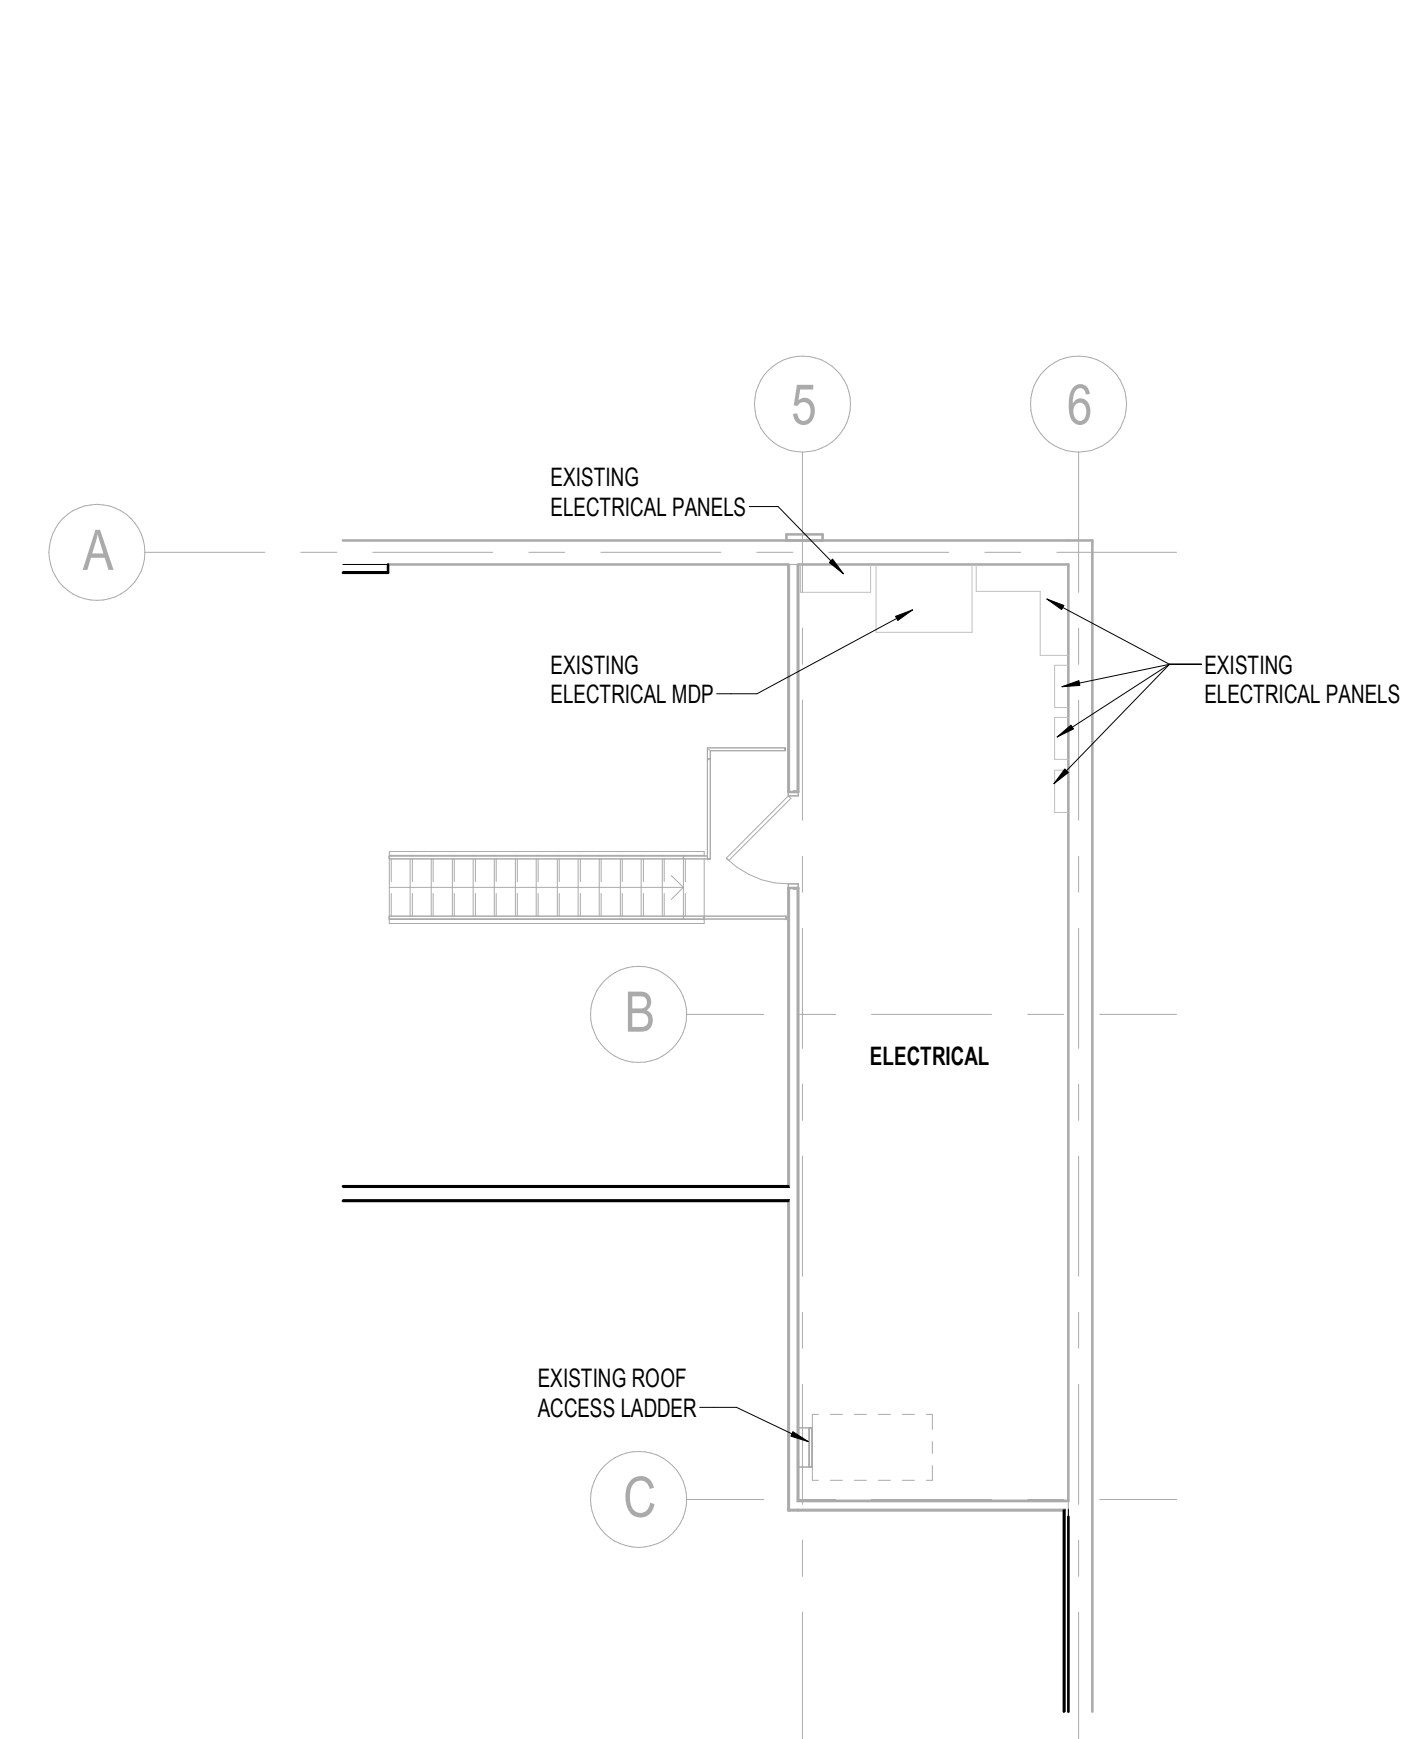 5
6
EXISTING
ELECTRICAL PANELS
A
EXISTING
ELECTRICAL MDP
EXISTING
ELECTRICAL PANELS
B
ELECTRICAL
EXISTING ROOF
ACCESS LADDER
C